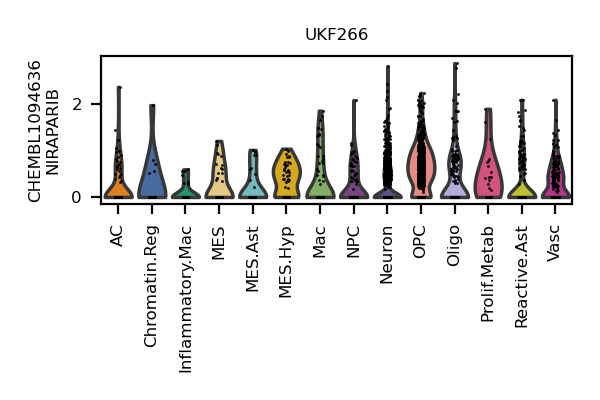 UKF266
CHEMBL1094636
NIRAPARIB
2
0
AC
Chromatin.Reg
Inflammatory.Mac
MES
MES.Ast
MES.Hyp
Mac
NPC
Neuron
OPC
Oligo
Prolif.Metab
Reactive.Ast
Vasc